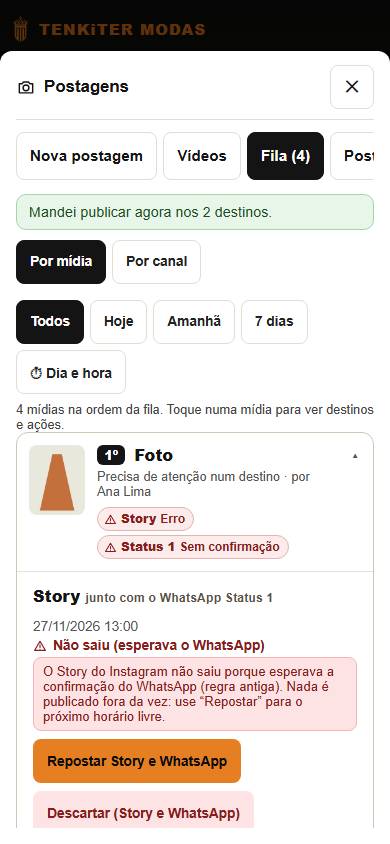 TENKiTER MODAS
Postagens
Nova postagem
Vídeos
Fila (4)
Mandei publicar agora nos 2 destinos.
Por mídia
Por canal
Todos
Hoje
Amanhã
7 dias
Dia e hora
4 mídias na ordem da fila. Toque numa mídia para ver destinos
e ações.
1º Foto
Precisa de atenção num destino · por
Ana Lima
Story Erro
Status 1 Sem confirmação
Story junto com o WhatsApp Status 1
27/11/2026 13:00
Não saiu (esperava o WhatsApp)
O Story do Instagram não saiu porque esperava a
confirmação do WhatsApp (regra antiga). Nada é
publicado fora da vez: use “Repostar” para o
próximo horário livre.
Repostar Story e WhatsApp
Descartar (Story e WhatsApp)